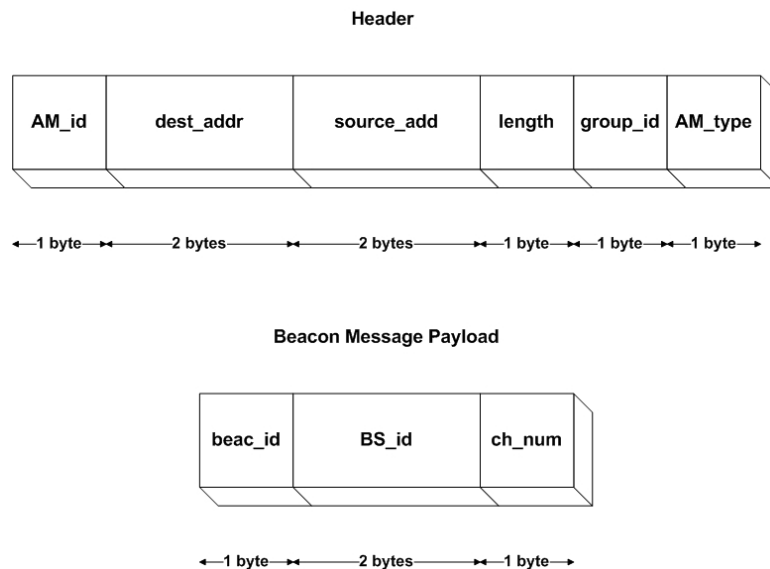 Header
AM_id dest_addr source_add length group_id AM_type
1 byte 2 bytes 2 bytes 1 byte 1 byte 1 byte
Beacon Message Payload
beac_id BS_id ch_num
1 byte 2 bytes 1 byte